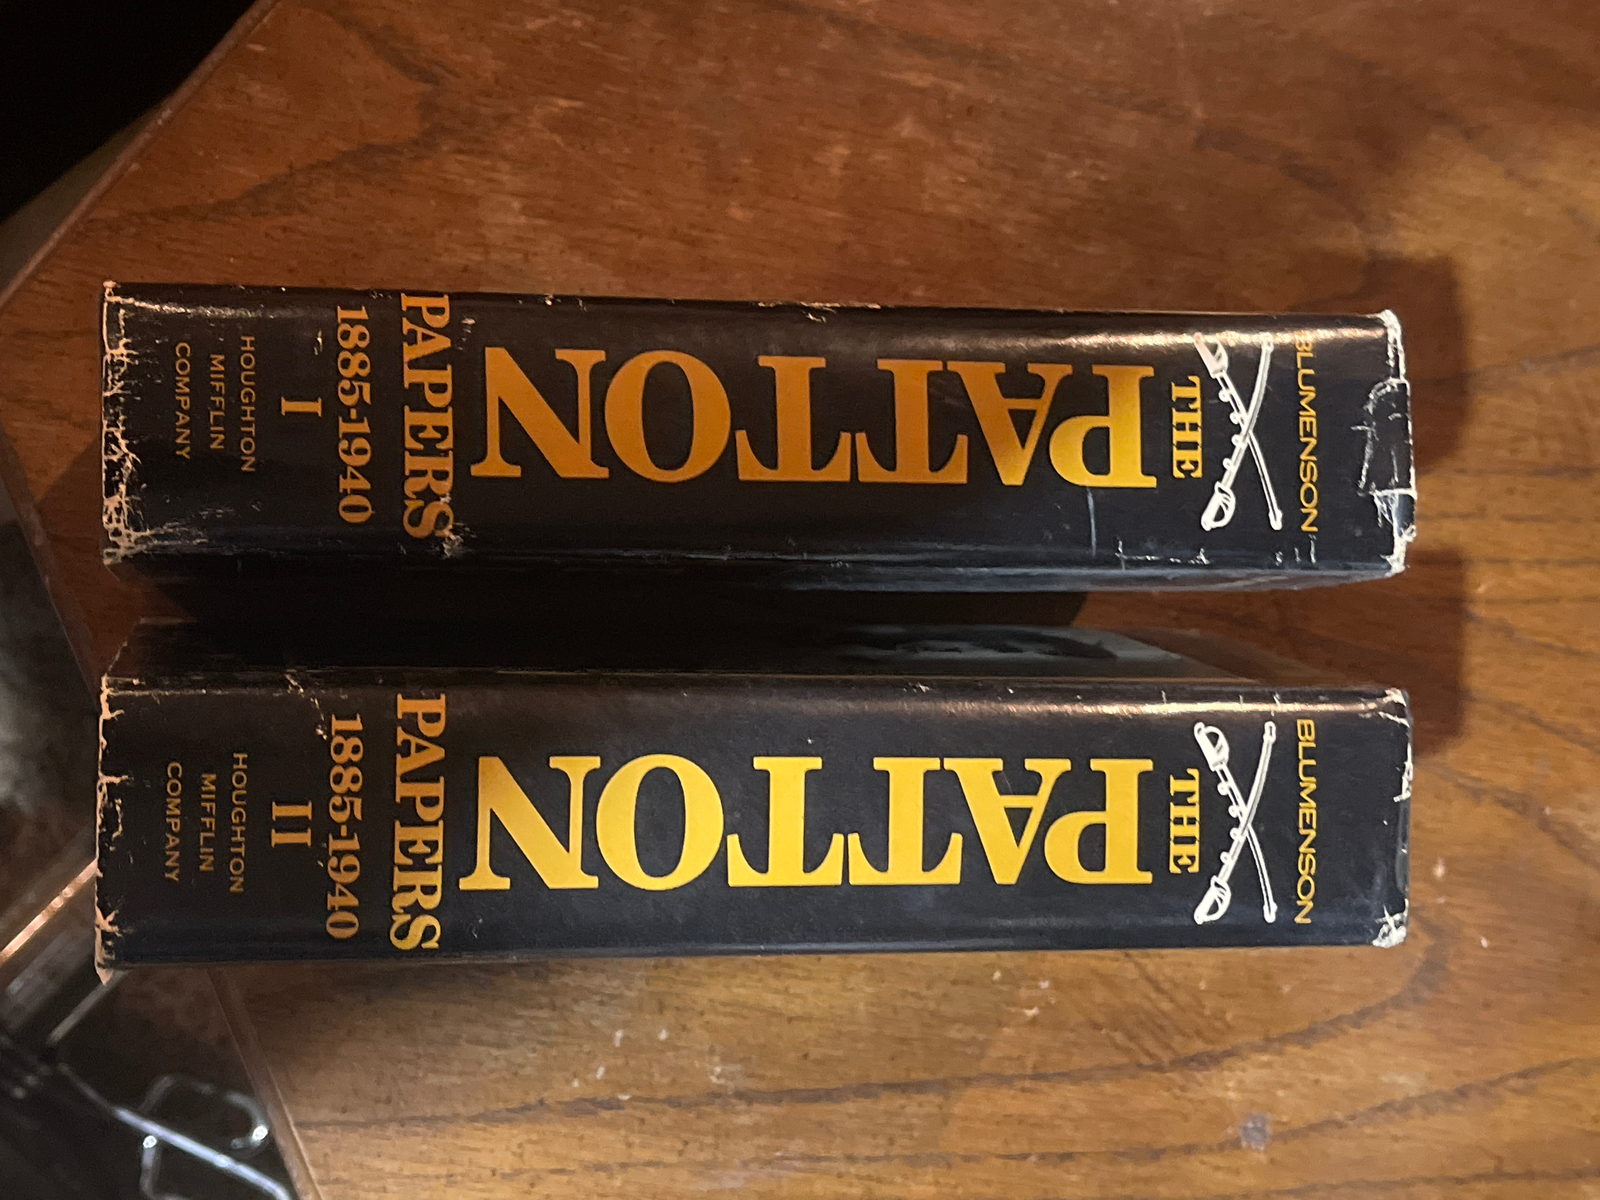 BLUMENSON
THE
PATTON
PAPERS
1885-1940
I
HOUGHTON
MIFFLIN
COMPANY
BLUMENSON
THE
PATTON
PAPERS
1885-1940
II
HOUGHTON
MIFFLIN
COMPANY